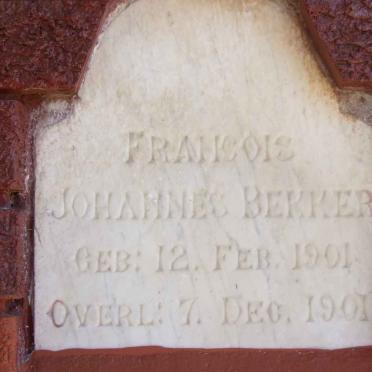 FRANCOIS
JOHANNES BEKKER
GEB: 12. FEB. 1901
OVERL: 7. DEC. 1901